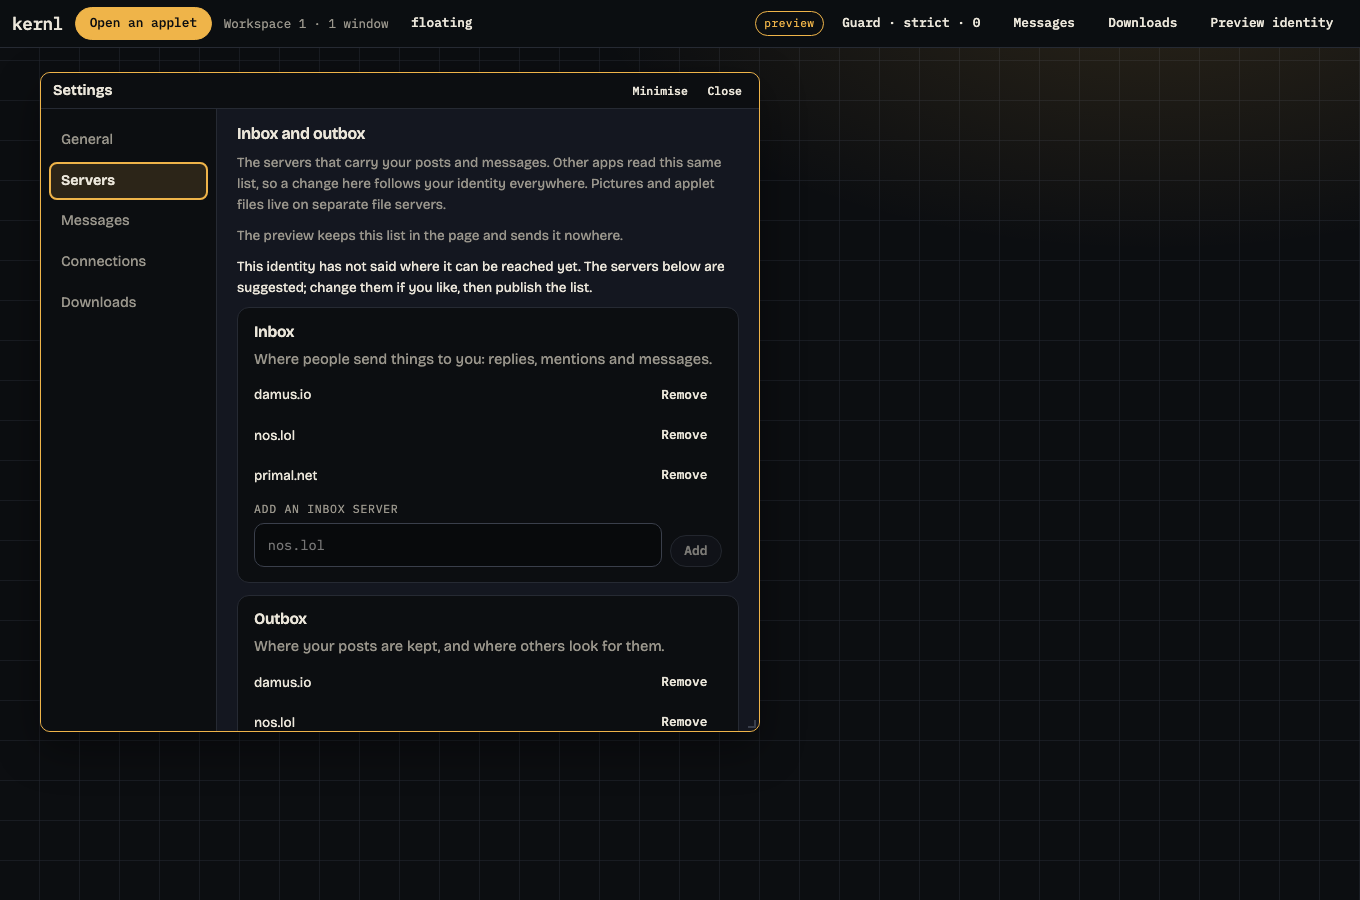 kernl
Open an applet
Workspace 1 · 1 window
floating
preview
Guard · strict · 0
Messages
Downloads
Preview identity
Settings
Minimise
Close
General
Servers
Messages
Connections
Downloads
Inbox and outbox
The servers that carry your posts and messages. Other apps read this same
list, so a change here follows your identity everywhere. Pictures and applet
files live on separate file servers.
The preview keeps this list in the page and sends it nowhere.
This identity has not said where it can be reached yet. The servers below are
suggested; change them if you like, then publish the list.
Inbox
Where people send things to you: replies, mentions and messages.
damus.io
Remove
nos.lol
Remove
primal.net
Remove
ADD AN INBOX SERVER
nos.lol
Add
Outbox
Where your posts are kept, and where others look for them.
damus.io
Remove
nos.lol
Remove